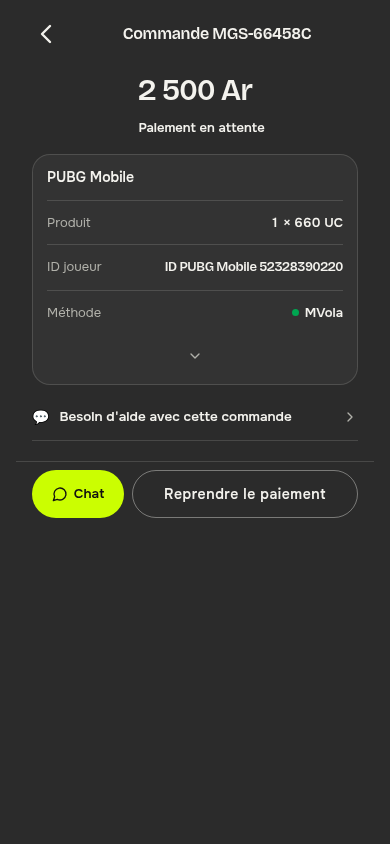 Commande MGS-66458C
2 500 Ar
Paiement en attente
PUBG Mobile
Produit 1 × 660 UC
ID joueur ID PUBG Mobile 52328390220
Méthode MVola
💬 Besoin d'aide avec cette commande
Chat Reprendre le paiement